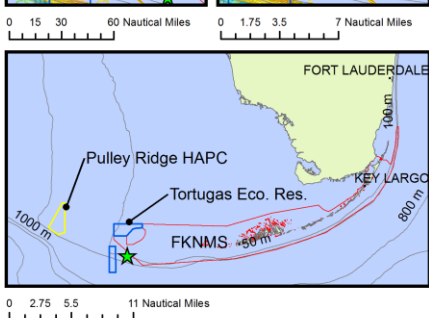 0 15 30 60 Nautical Miles
0 1.75 3.5 7 Nautical Miles
FORT LAUDERDALE
100 m
Pulley Ridge HAPC
KEY LARGO
Tortugas Eco. Res.
800 m
1000 m
FKNMS
50 m
0 2.75 5.5 11 Nautical Miles